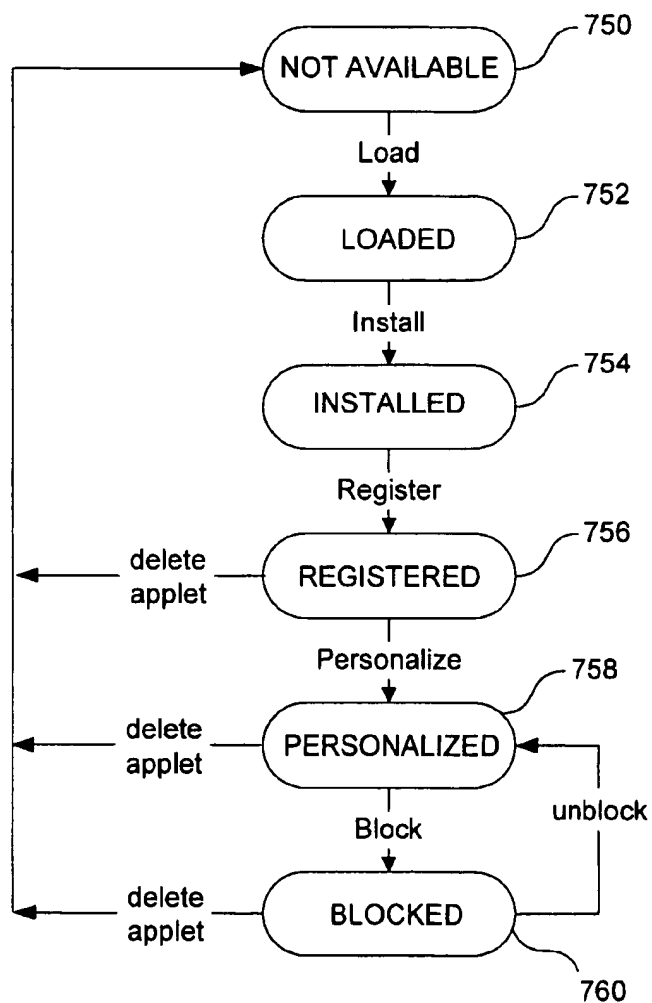 750
NOT AVAILABLE
Load
752
LOADED
Install
754
INSTALLED
Register
756
delete
applet
REGISTERED
Personalize
758
delete
applet
PERSONALIZED
unblock
Block
delete
applet
BLOCKED
760